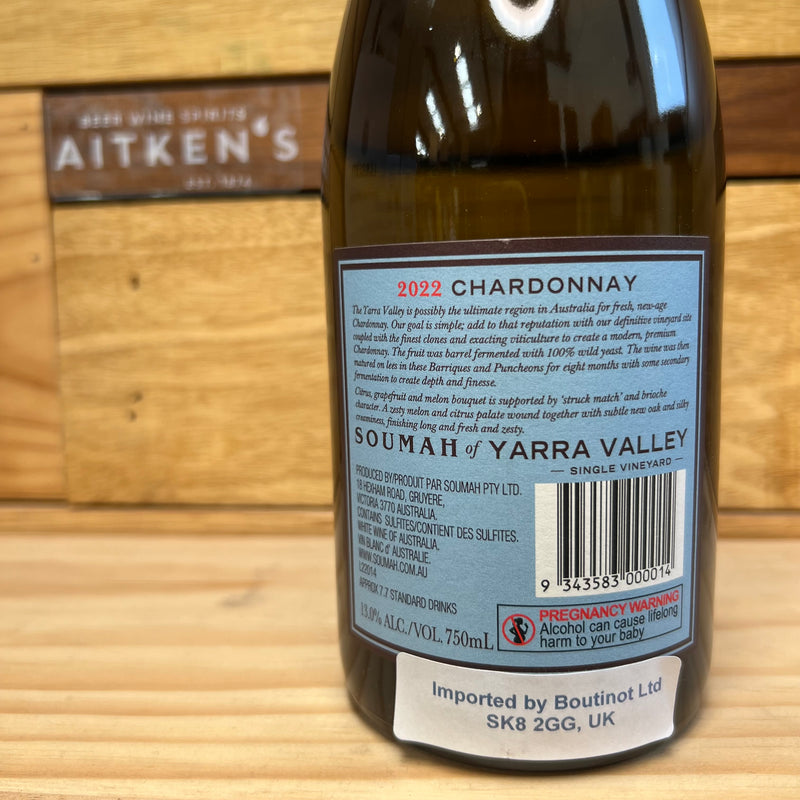 BEER WINE SPIRITS
AITKEN'S
EST. 1874
2022 CHARDONNAY
The Yarra Valley is possibly the ultimate region in Australia for fresh, new-age
Chardonnay. Our goal is simple; add to that reputation with our definitive vineyard site
coupled with the finest clones and exacting viticulture to create a modern, premium
Chardonnay. The fruit was barrel fermented with 100% wild yeast. The wine was then
matured on lees in these Barriques and Puncheons for eight months with some secondary
fermentation to create depth and finesse.
Citrus, grapefruit and melon bouquet is supported by 'struck match' and brioche
character. A zesty melon and citrus palate wound together with subtle new oak and silky
creaminess, finishing long and fresh and zesty.
SOUMAH of YARRA VALLEY
— SINGLE VINEYARD —
PRODUCED BY/PRODUIT PAR SOUMAH PTY LTD.
18 HEXHAM ROAD, GRUYERE,
VICTORIA 3770 AUSTRALIA.
CONTAINS SULFITES/CONTIENT DES SULFITES.
WHITE WINE OF AUSTRALIA.
VIN BLANC d' AUSTRALIE.
WWW.SOUMAH.COM.AU
L22014
APPROX 7.7 STANDARD DRINKS
13.0% ALC./VOL. 750mL
9 343583 000014
PREGNANCY WARNING
Alcohol can cause lifelong
harm to your baby
Imported by Boutinot Ltd
SK8 2GG, UK